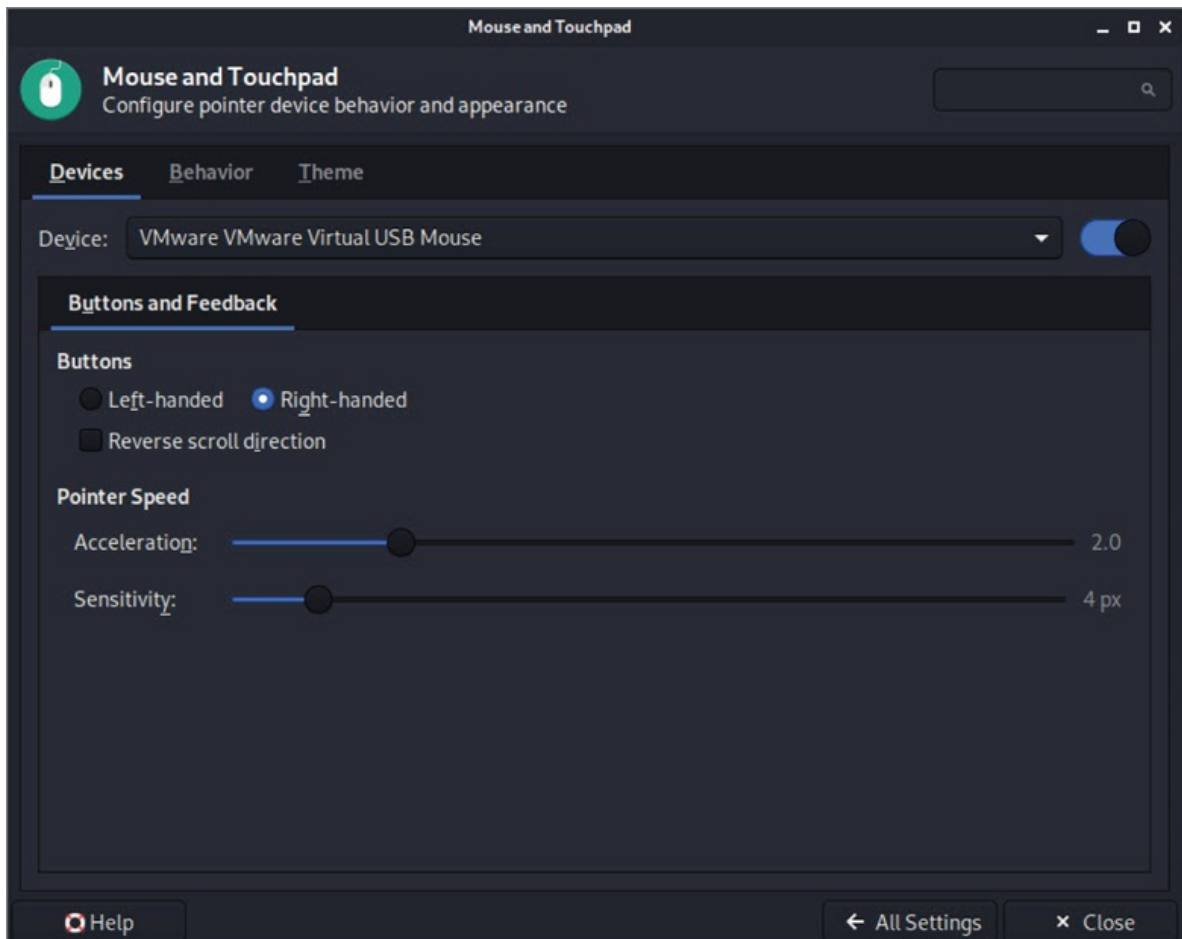 Mouse and Touchpad
Mouse and Touchpad
Configure pointer device behavior and appearance
Devices Behavior Theme
Device: VMware VMware Virtual USB Mouse
Buttons and Feedback
Buttons
Left-handed Right-handed
Reverse scroll direction
Pointer Speed
Acceleration: 2.0
Sensitivity: 4 px
Help All Settings Close